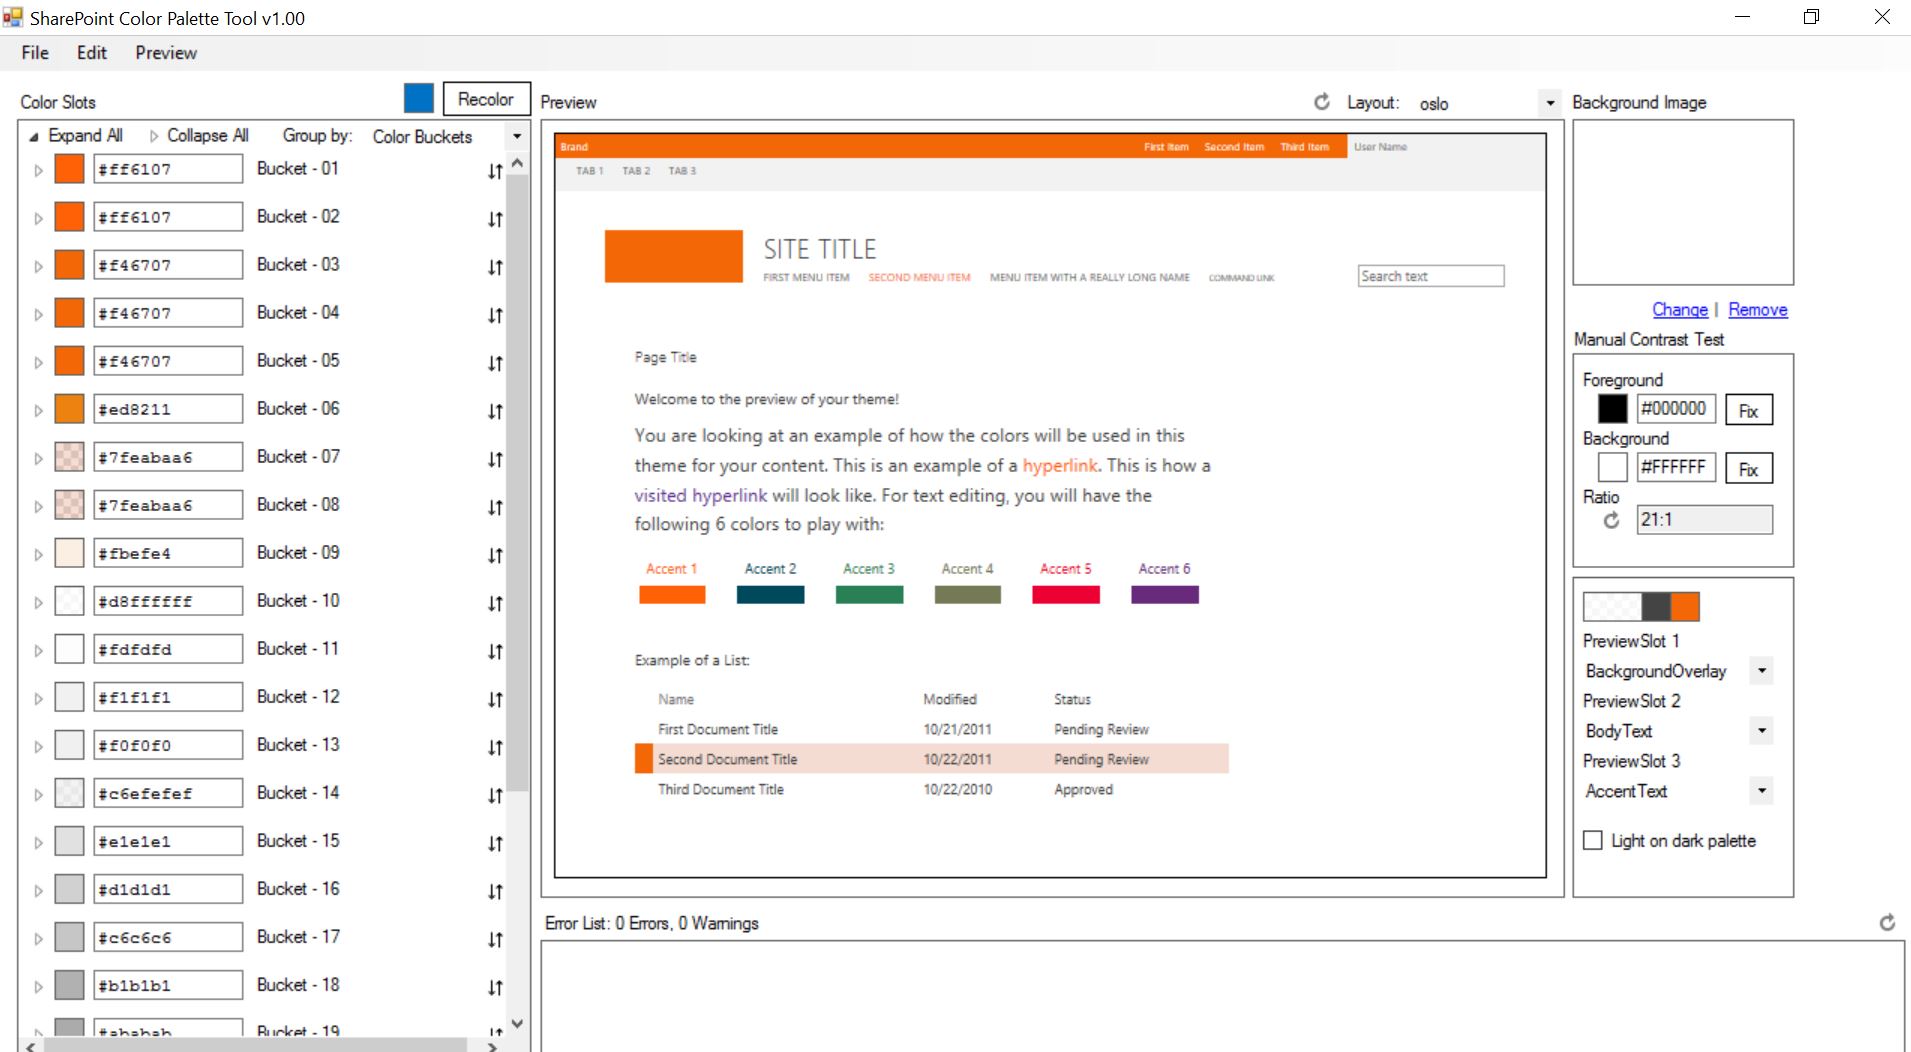 SharePoint Color Palette Tool v1.00
File Edit Preview
Color Slots Recolor
Expand All Collapse All Group by: Color Buckets
#ff6107 Bucket - 01
#ff6107 Bucket - 02
#f46707 Bucket - 03
#f46707 Bucket - 04
#f46707 Bucket - 05
#ed8211 Bucket - 06
#7feabaa6 Bucket - 07
#7feabaa6 Bucket - 08
#fbefe4 Bucket - 09
#d8ffffff Bucket - 10
#fdfdfd Bucket - 11
#f1f1f1 Bucket - 12
#f0f0f0 Bucket - 13
#c6efefef Bucket - 14
#e1e1e1 Bucket - 15
#d1d1d1 Bucket - 16
#c6c6c6 Bucket - 17
#b1b1b1 Bucket - 18
#ababab Bucket - 19
Preview Layout: oslo
Brand First Item Second Item Third Item User Name
TAB 1 TAB 2 TAB 3
SITE TITLE
FIRST MENU ITEM SECOND MENU ITEM MENU ITEM WITH A REALLY LONG NAME COMMAND LINK Search text
Page Title
Welcome to the preview of your theme!
You are looking at an example of how the colors will be used in this
theme for your content. This is an example of a hyperlink. This is how a
visited hyperlink will look like. For text editing, you will have the
following 6 colors to play with:
Accent 1 Accent 2 Accent 3 Accent 4 Accent 5 Accent 6
Example of a List:
Name Modified Status
First Document Title 10/21/2011 Pending Review
Second Document Title 10/22/2011 Pending Review
Third Document Title 10/22/2010 Approved
Error List: 0 Errors, 0 Warnings
Background Image
Change | Remove
Manual Contrast Test
Foreground
#000000 Fix
Background
#FFFFFF Fix
Ratio
21:1
PreviewSlot 1
BackgroundOverlay
PreviewSlot 2
BodyText
PreviewSlot 3
AccentText
Light on dark palette